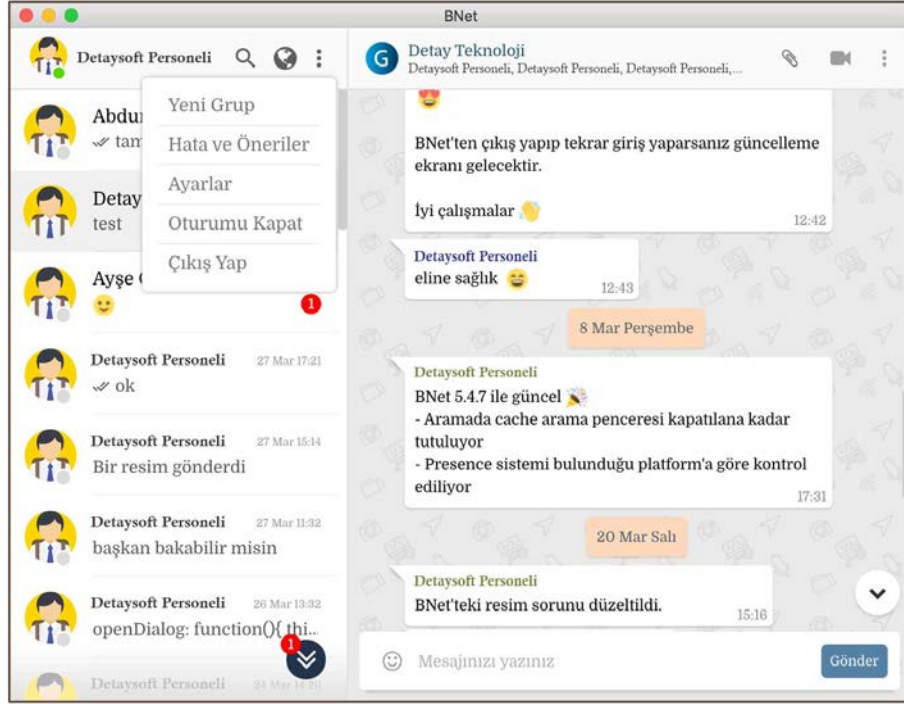 BNet
Detaysoft Personeli
Yeni Grup
Hata ve Öneriler
Ayarlar
Oturumu Kapat
Çıkış Yap
Abdu
tam
Detay
test
Ayşe
1
Detaysoft Personeli 27 Mar 17:21
ok
Detaysoft Personeli 27 Mar 15:14
Bir resim gönderdi
Detaysoft Personeli 27 Mar 11:32
başkan bakabilir misin
Detaysoft Personeli 26 Mar 13:32
openDialog: function(){ thi...
1
Detaysoft Personeli 24 Mar
G
Detay Teknoloji
Detaysoft Personeli, Detaysoft Personeli, Detaysoft Personeli,...
BNet'ten çıkış yapıp tekrar giriş yaparsanız güncelleme
ekranı gelecektir.
İyi çalışmalar
12:42
Detaysoft Personeli
eline sağlık
12:43
8 Mar Perşembe
Detaysoft Personeli
BNet 5.4.7 ile güncel
- Aramada cache arama penceresi kapatılana kadar
tutuluyor
- Presence sistemi bulunduğu platform'a göre kontrol
ediliyor
17:31
20 Mar Salı
Detaysoft Personeli
BNet'teki resim sorunu düzeltildi.
15:16
Mesajınızı yazınız
Gönder